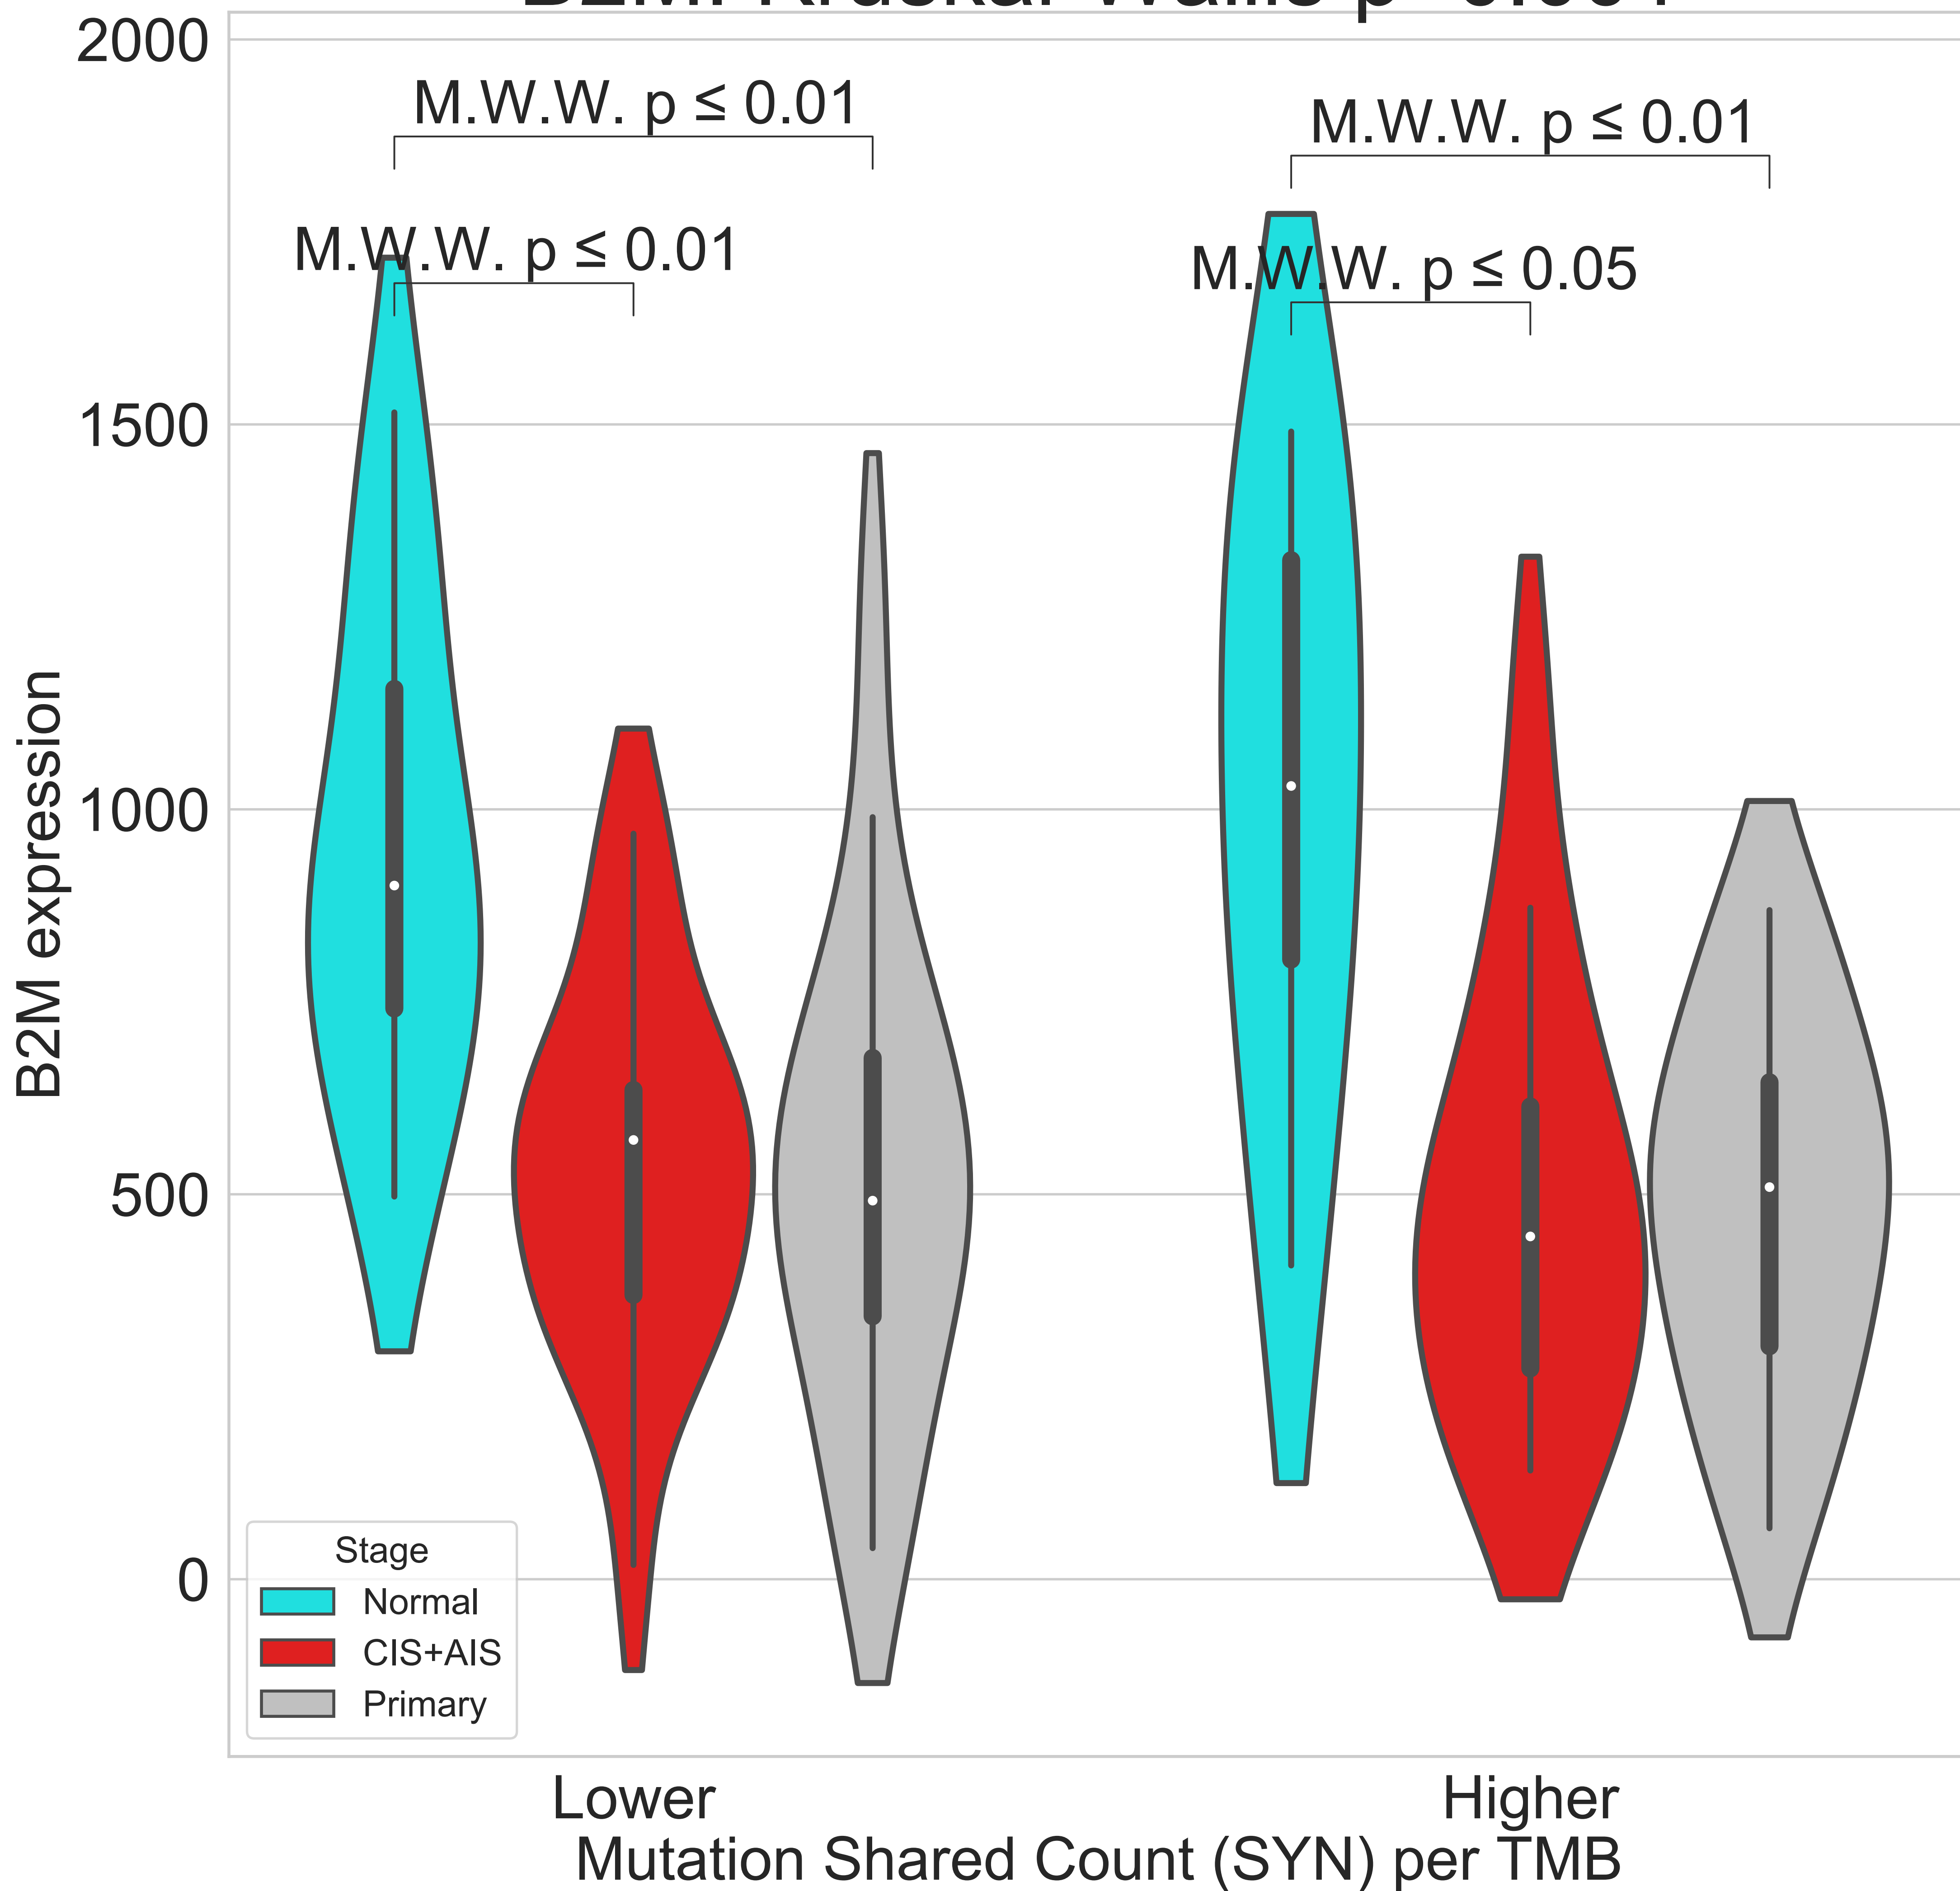 2000
M.W.W. p ≤ 0.01
M.W.W. p ≤ 0.01
M.W.W. p ≤ 0.01
M.W.W. p ≤ 0.05
1500
1000
500
0
B2M expression
Stage
Normal
CIS+AIS
Primary
Lower
Higher
Mutation Shared Count (SYN) per TMB